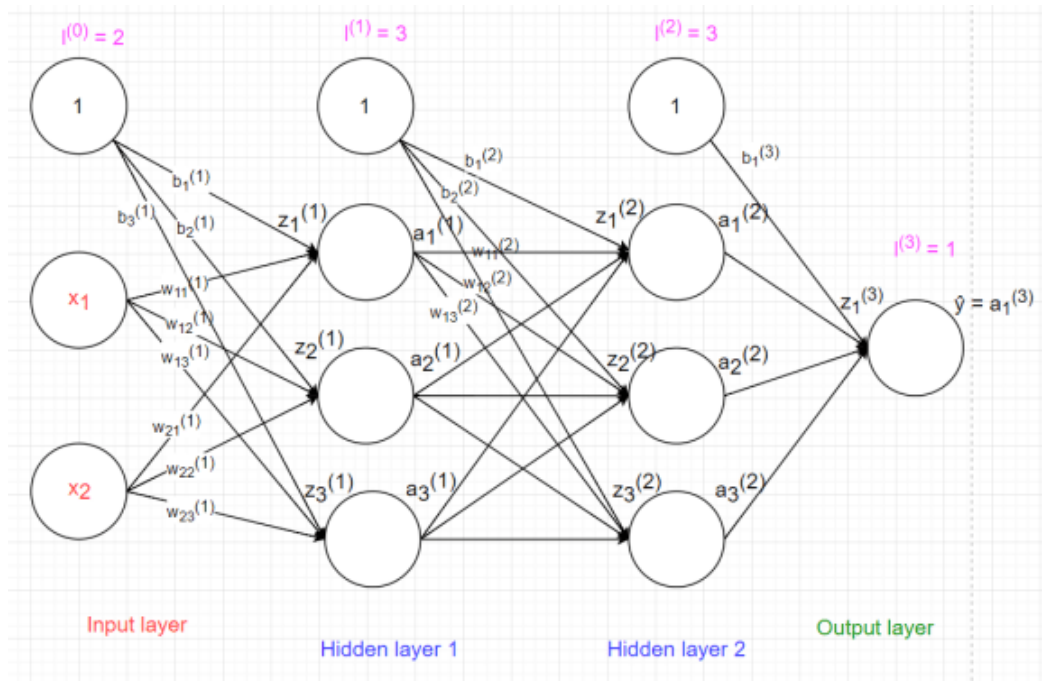 l⁽⁰⁾ = 2
l⁽¹⁾ = 3
l⁽²⁾ = 3
1
1
1
b₁⁽¹⁾
b₂⁽¹⁾
b₃⁽¹⁾
b₁⁽²⁾
b₂⁽²⁾
b₁⁽³⁾
z₁⁽¹⁾
a₁⁽¹⁾
z₁⁽²⁾
a₁⁽²⁾
l⁽³⁾ = 1
x₁
w₁₁⁽¹⁾
w₁₂⁽¹⁾
w₁₃⁽¹⁾
w₁₁⁽²⁾
w₁₂⁽²⁾
w₁₃⁽²⁾
z₁⁽³⁾
ŷ = a₁⁽³⁾
z₂⁽¹⁾
a₂⁽¹⁾
z₂⁽²⁾
a₂⁽²⁾
x₂
w₂₁⁽¹⁾
w₂₂⁽¹⁾
w₂₃⁽¹⁾
z₃⁽¹⁾
a₃⁽¹⁾
z₃⁽²⁾
a₃⁽²⁾
Input layer
Hidden layer 1
Hidden layer 2
Output layer